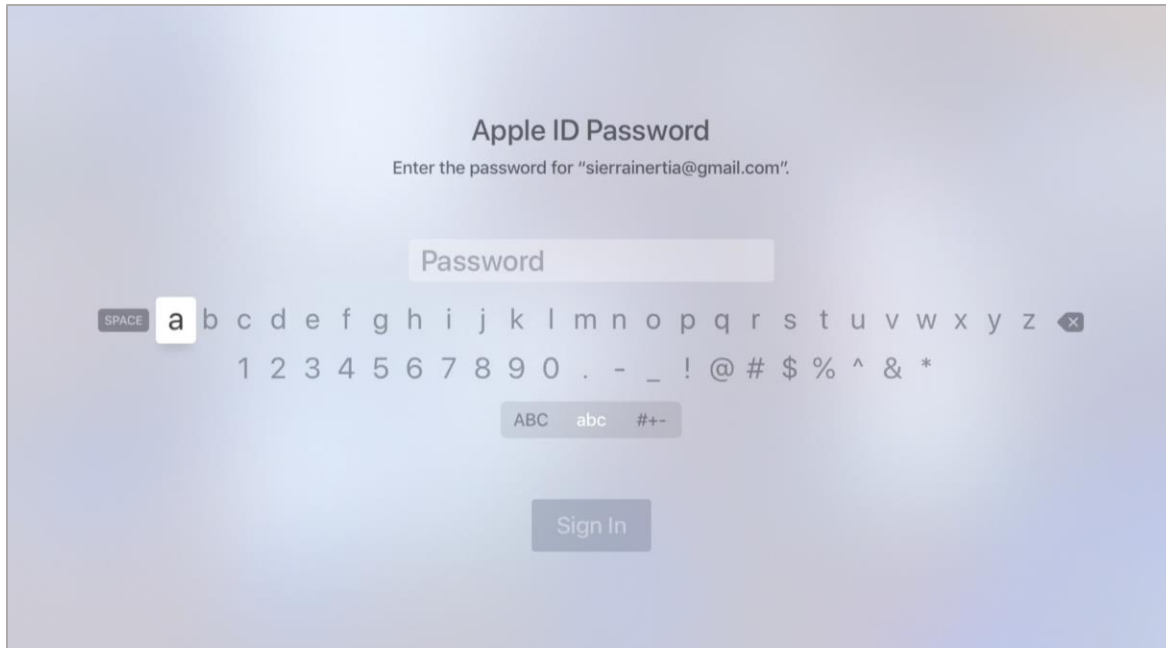 Apple ID Password
Enter the password for “sierrainertia@gmail.com”.
Password
SPACE a b c d e f g h i j k l m n o p q r s t u v w x y z
1 2 3 4 5 6 7 8 9 0 . - _ ! @ # $ % ^ & *
ABC abc #+-
Sign In